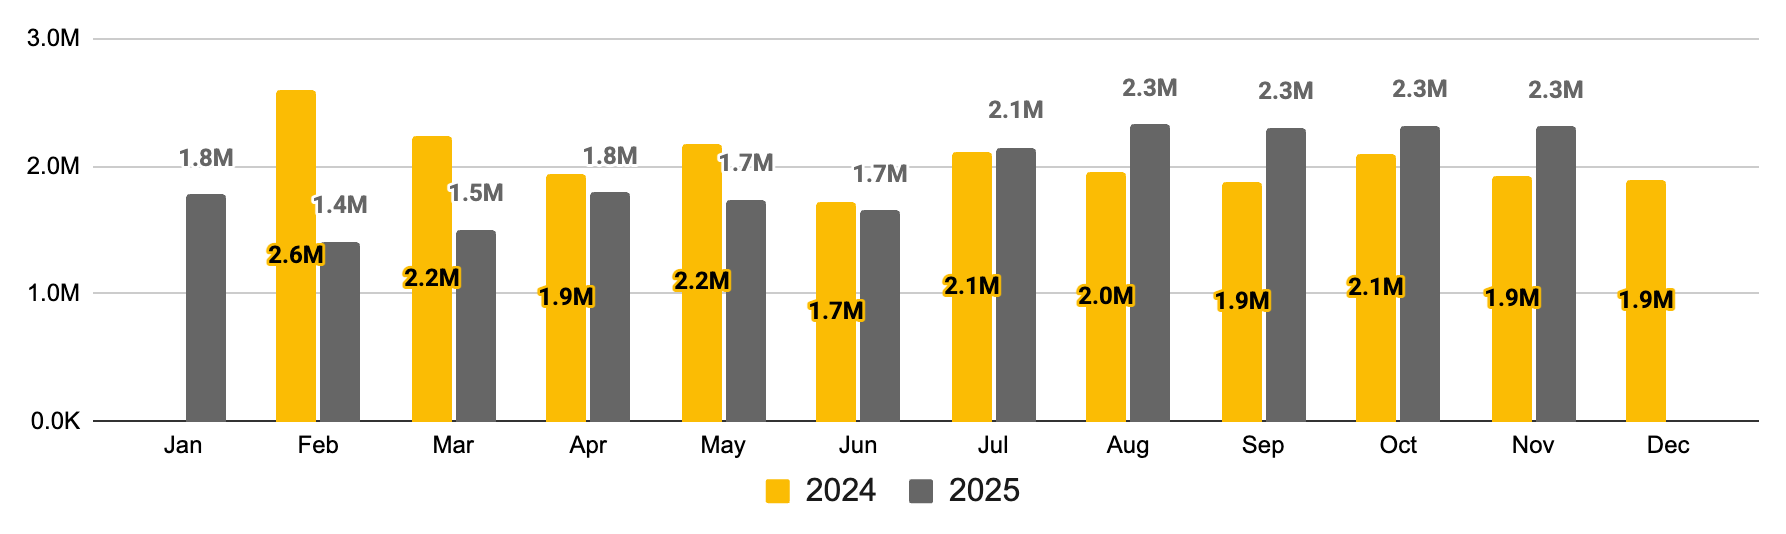 3.0M
2.0M
1.0M
0.0K
1.8M
2.6M
1.4M
2.2M
1.5M
1.9M
1.8M
2.2M
1.7M
1.7M
1.7M
2.1M
2.1M
2.0M
2.3M
1.9M
2.3M
2.1M
2.3M
1.9M
2.3M
1.9M
Jan Feb Mar Apr May Jun Jul Aug Sep Oct Nov Dec
2024 2025